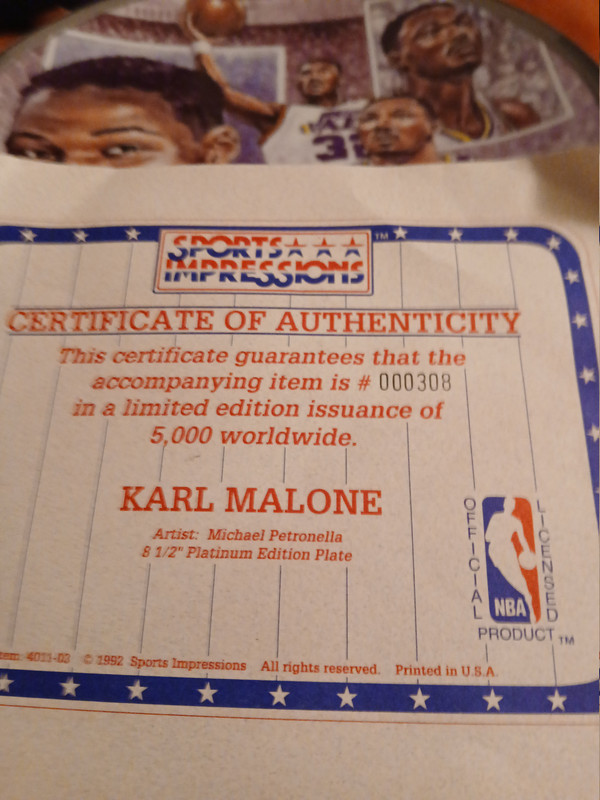 32
SPORTS
IMPRESSIONS TM
CERTIFICATE OF AUTHENTICITY
This certificate guarantees that the
accompanying item is # 000308
in a limited edition issuance of
5,000 worldwide.
KARL MALONE
Artist: Michael Petronella
8 1/2" Platinum Edition Plate
OFFICIAL
LICENSED
NBA
PRODUCT TM
© 1992 Sports Impressions All rights reserved. Printed in U.S.A.